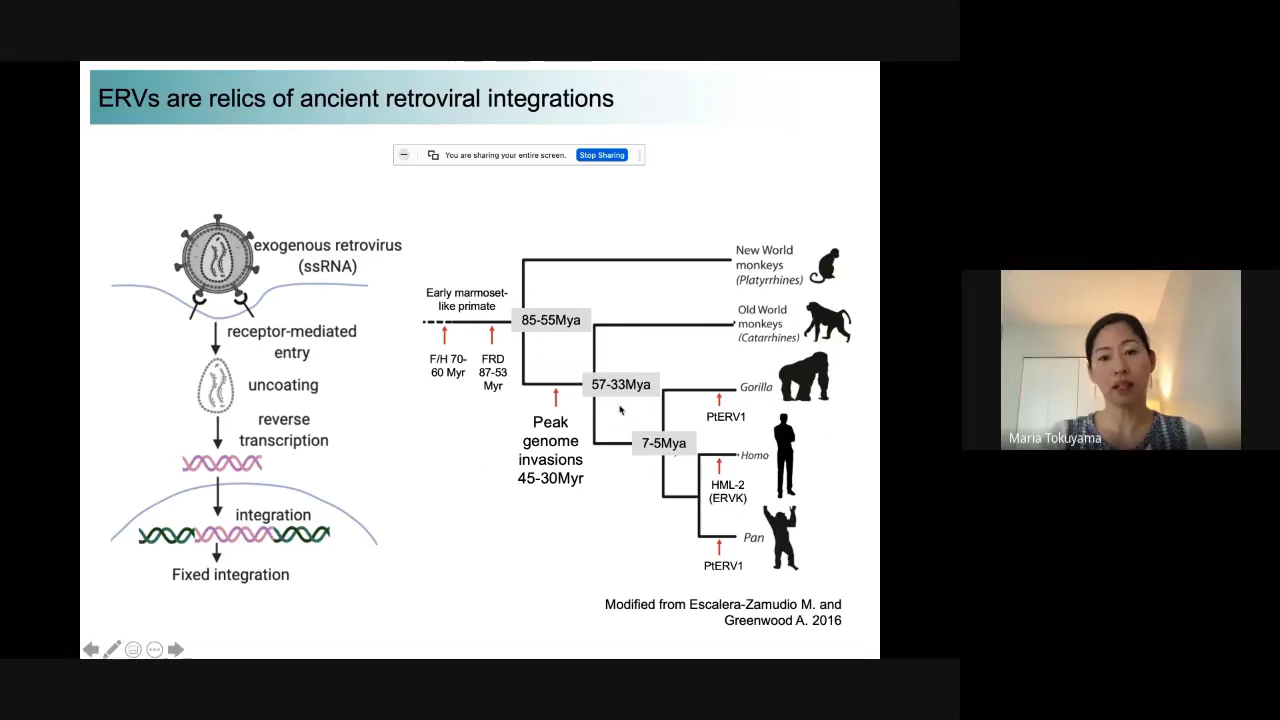 ERVs are relics of ancient retroviral integrations
You are sharing your entire screen.
Stop Sharing
exogenous retrovirus
(ssRNA)
receptor-mediated
entry
uncoating
reverse
transcription
integration
Fixed integration
Early marmoset-
like primate
F/H 70-
60 Myr
FRD
87-53
Myr
85-55Mya
Peak
genome
invasions
45-30Myr
57-33Mya
7-5Mya
New World
monkeys
(Platyrrhines)
Old World
monkeys
(Catarrhines)
Gorilla
PtERV1
Homo
HML-2
(ERVK)
Pan
PtERV1
Modified from Escalera-Zamudio M. and
Greenwood A. 2016
Maria Tokuyama